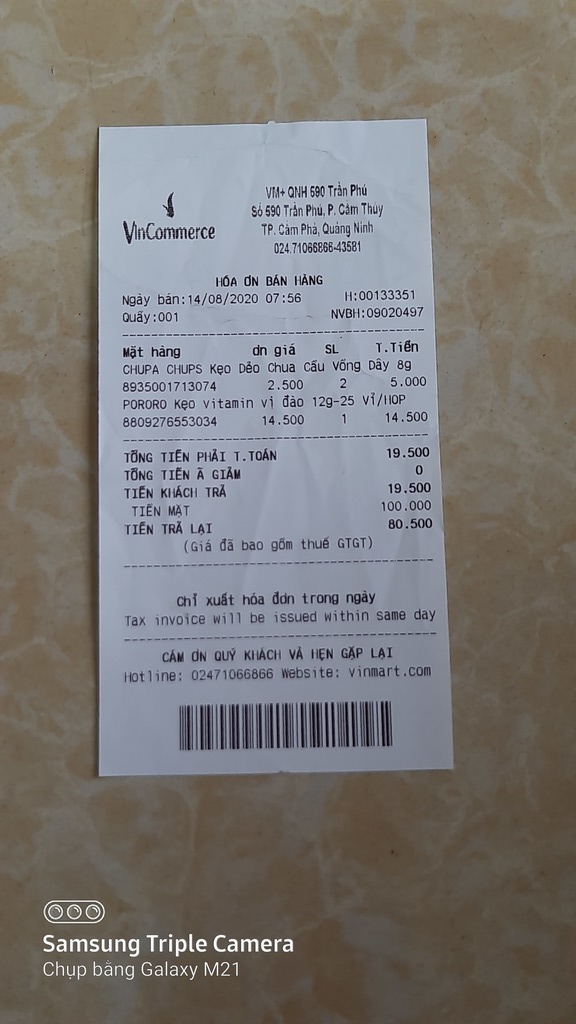 VinCommerce
VM+ QNH 590 Trần Phú
Số 590 Trần Phú, P. Cẩm Thủy
TP. Cẩm Phả, Quảng Ninh
024.71066866-43581
HÓA ƠN BÁN HÀNG
Ngày bán:14/08/2020 07:56 H:00133351
Quầy:001 NVBH:09020497
Mặt hàng ơn giá SL T.Tiền
CHUPA CHUPS Kẹo Dẻo Chua Cầu Vồng Dây 8g
8935001713074 2.500 2 5.000
PORORO Kẹo vitamin vị đào 12g-25 Vỉ/HOP
8809276553034 14.500 1 14.500
TỔNG TIỀN PHẢI T.TOÁN 19.500
TỔNG TIỀN Ã GIẢM 0
TIỀN KHÁCH TRẢ 19.500
TIỀN MẶT 100.000
TIỀN TRẢ LẠI 80.500
(Giá đã bao gồm thuế GTGT)
Chỉ xuất hóa đơn trong ngày
Tax invoice will be issued within same day
CẢM ƠN QUÝ KHÁCH VÀ HẸN GẶP LẠI
Hotline: 02471066866 Website: vinmart.com
Samsung Triple Camera
Chụp bằng Galaxy M21